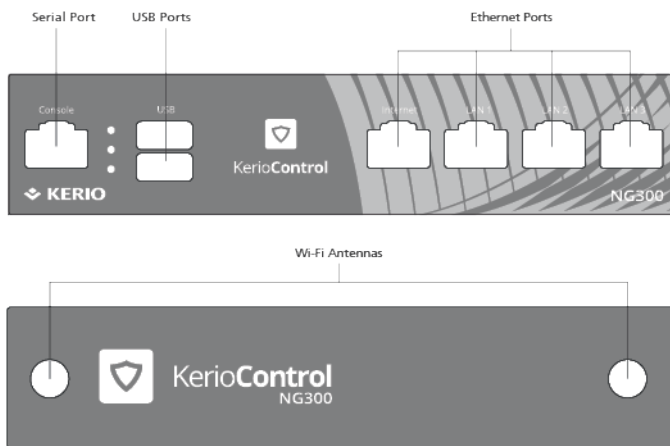 Serial Port USB Ports Ethernet Ports
Console USB Internet LAN 1 LAN 2 LAN 3
KerioControl
KERIO NG300
Wi-Fi Antennas
KerioControl
NG300